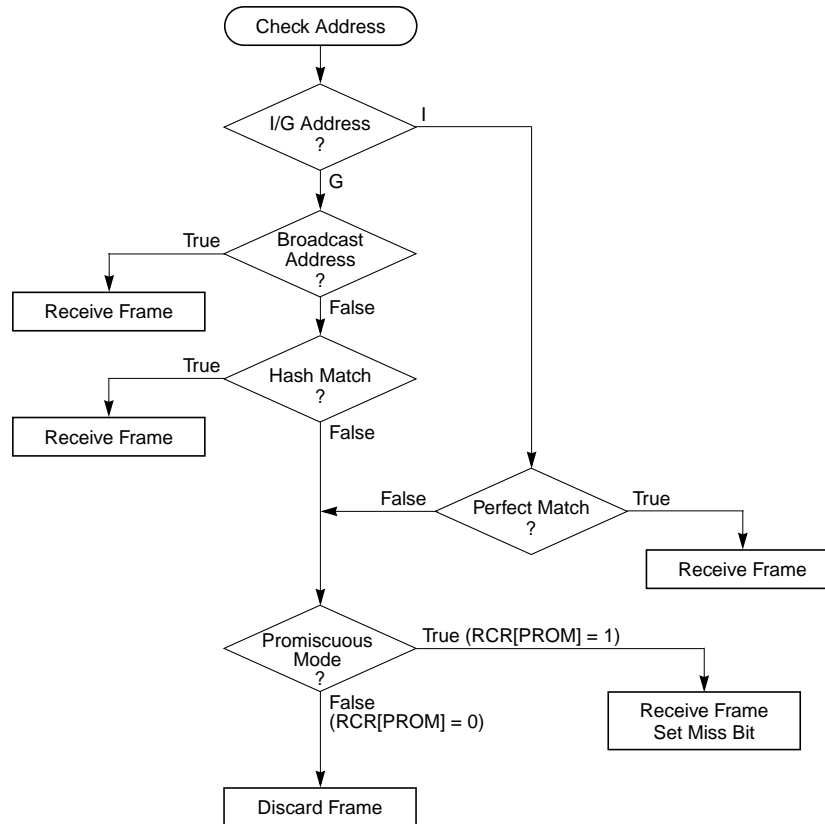 Check Address
I/G Address
?
I
G
True
Broadcast
Address
?
Receive Frame
False
True
Hash Match
?
Receive Frame
False
False
Perfect Match
?
True
Receive Frame
Promiscuous
Mode
?
True (RCR[PROM] = 1)
False
(RCR[PROM] = 0)
Receive Frame
Set Miss Bit
Discard Frame